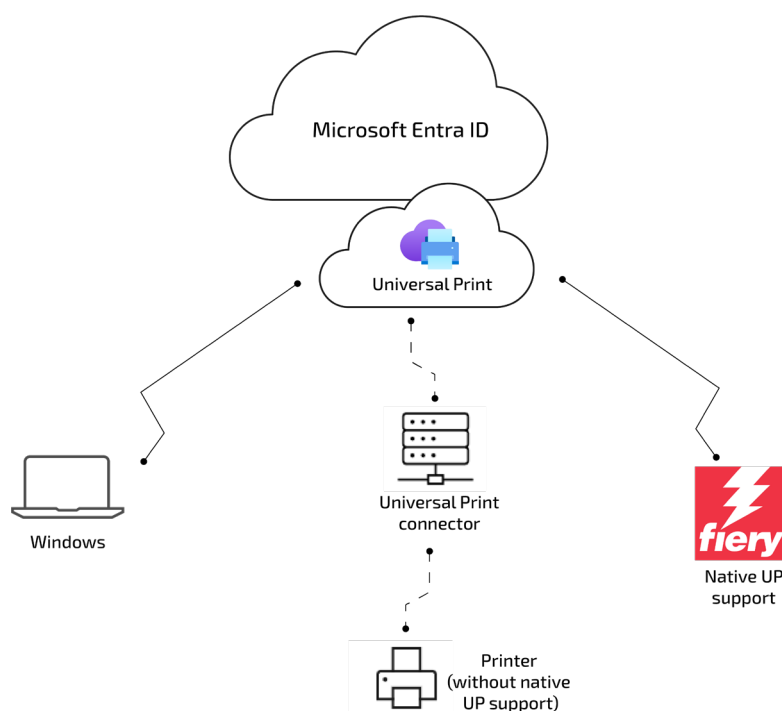 Microsoft Entra ID
Universal Print
Universal Print
connector
Windows
fiery
Native UP
support
Printer
(without native
UP support)